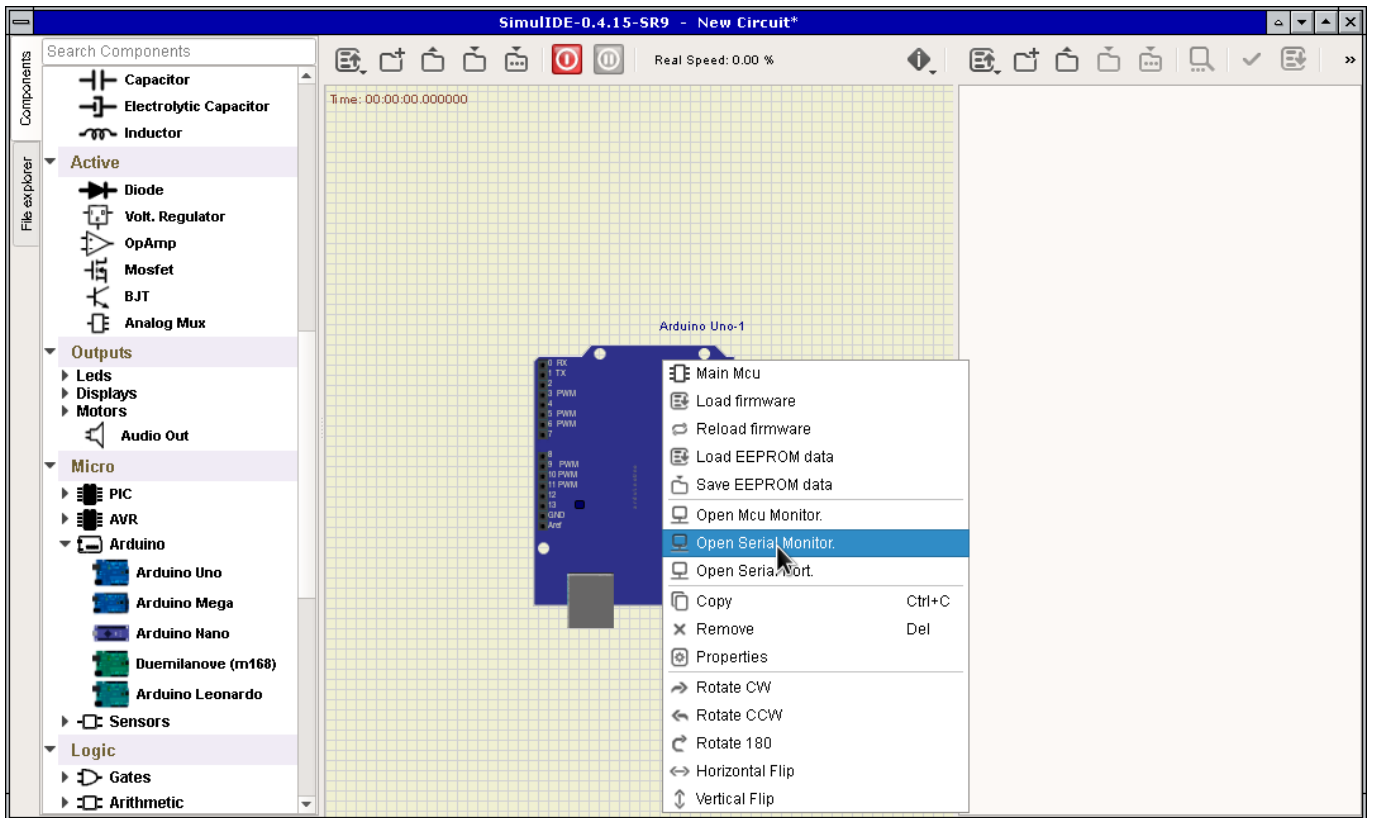 SimulIDE-0.4.15-SR9 - New Circuit*
Components
File explorer
Search Components
Capacitor
Electrolytic Capacitor
Inductor
Active
Diode
Volt. Regulator
OpAmp
Mosfet
BJT
Analog Mux
Outputs
Leds
Displays
Motors
Audio Out
Micro
PIC
AVR
Arduino
Arduino Uno
Arduino Mega
Arduino Nano
Duemilanove (m168)
Arduino Leonardo
Sensors
Logic
Gates
Arithmetic
Real Speed: 0.00 %
»
Time: 00:00:00.000000
Arduino Uno-1
0 RX
1 TX
2
3 PWM
4
5 PWM
6 PWM
7
8
9 PWM
10 PWM
11 PWM
12
13
GND
Aref
Main Mcu
Load firmware
Reload firmware
Load EEPROM data
Save EEPROM data
Open Mcu Monitor.
Open Serial Monitor.
Open Serial Port.
Copy Ctrl+C
Remove Del
Properties
Rotate CW
Rotate CCW
Rotate 180
Horizontal Flip
Vertical Flip